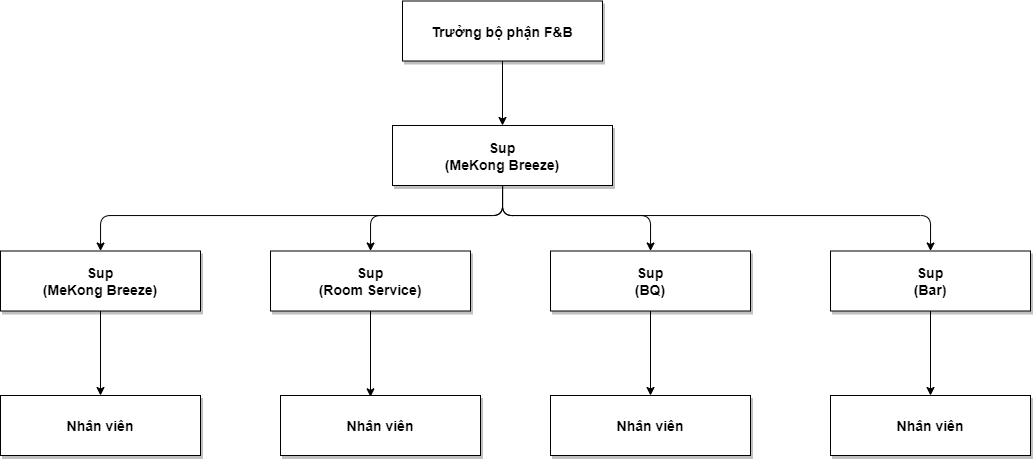 Trưởng bộ phận F&B
Sup
(MeKong Breeze)
Sup
(MeKong Breeze)
Sup
(Room Service)
Sup
(BQ)
Sup
(Bar)
Nhân viên
Nhân viên
Nhân viên
Nhân viên